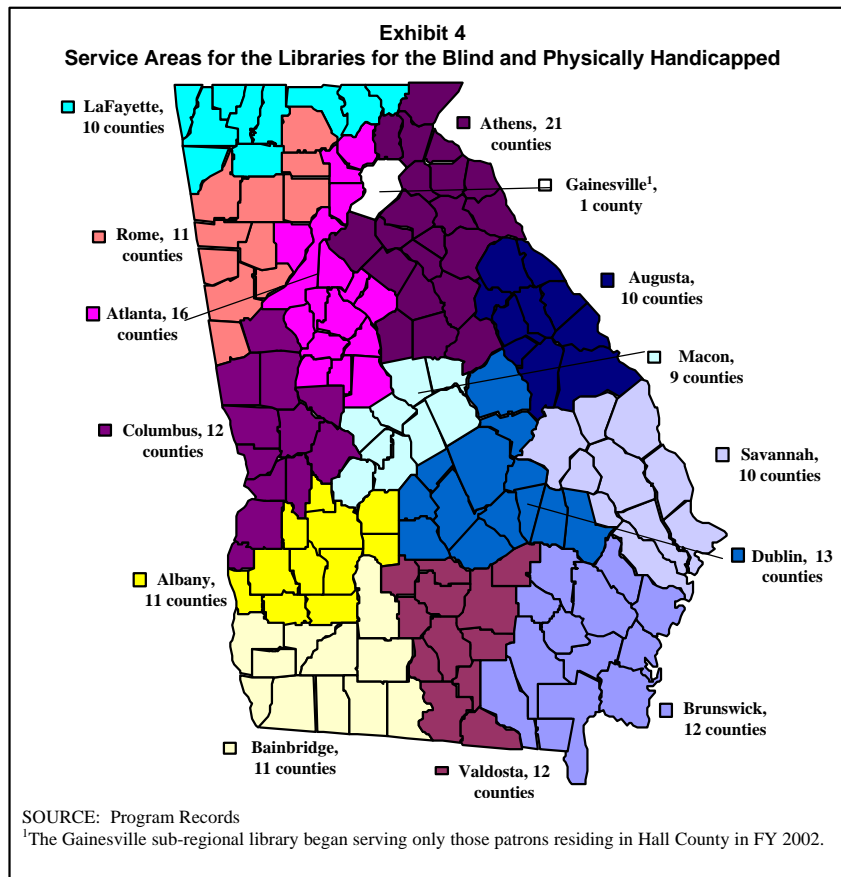 Exhibit 4
Service Areas for the Libraries for the Blind and Physically Handicapped
LaFayette,
10 counties
Athens, 21
counties
Gainesville¹,
1 county
Rome, 11
counties
Augusta,
10 counties
Atlanta, 16
counties
Macon,
9 counties
Columbus, 12
counties
Savannah,
10 counties
Dublin, 13
counties
Albany,
11 counties
Brunswick,
12 counties
Bainbridge,
11 counties
Valdosta, 12
counties
SOURCE: Program Records
¹The Gainesville sub-regional library began serving only those patrons residing in Hall County in FY 2002.